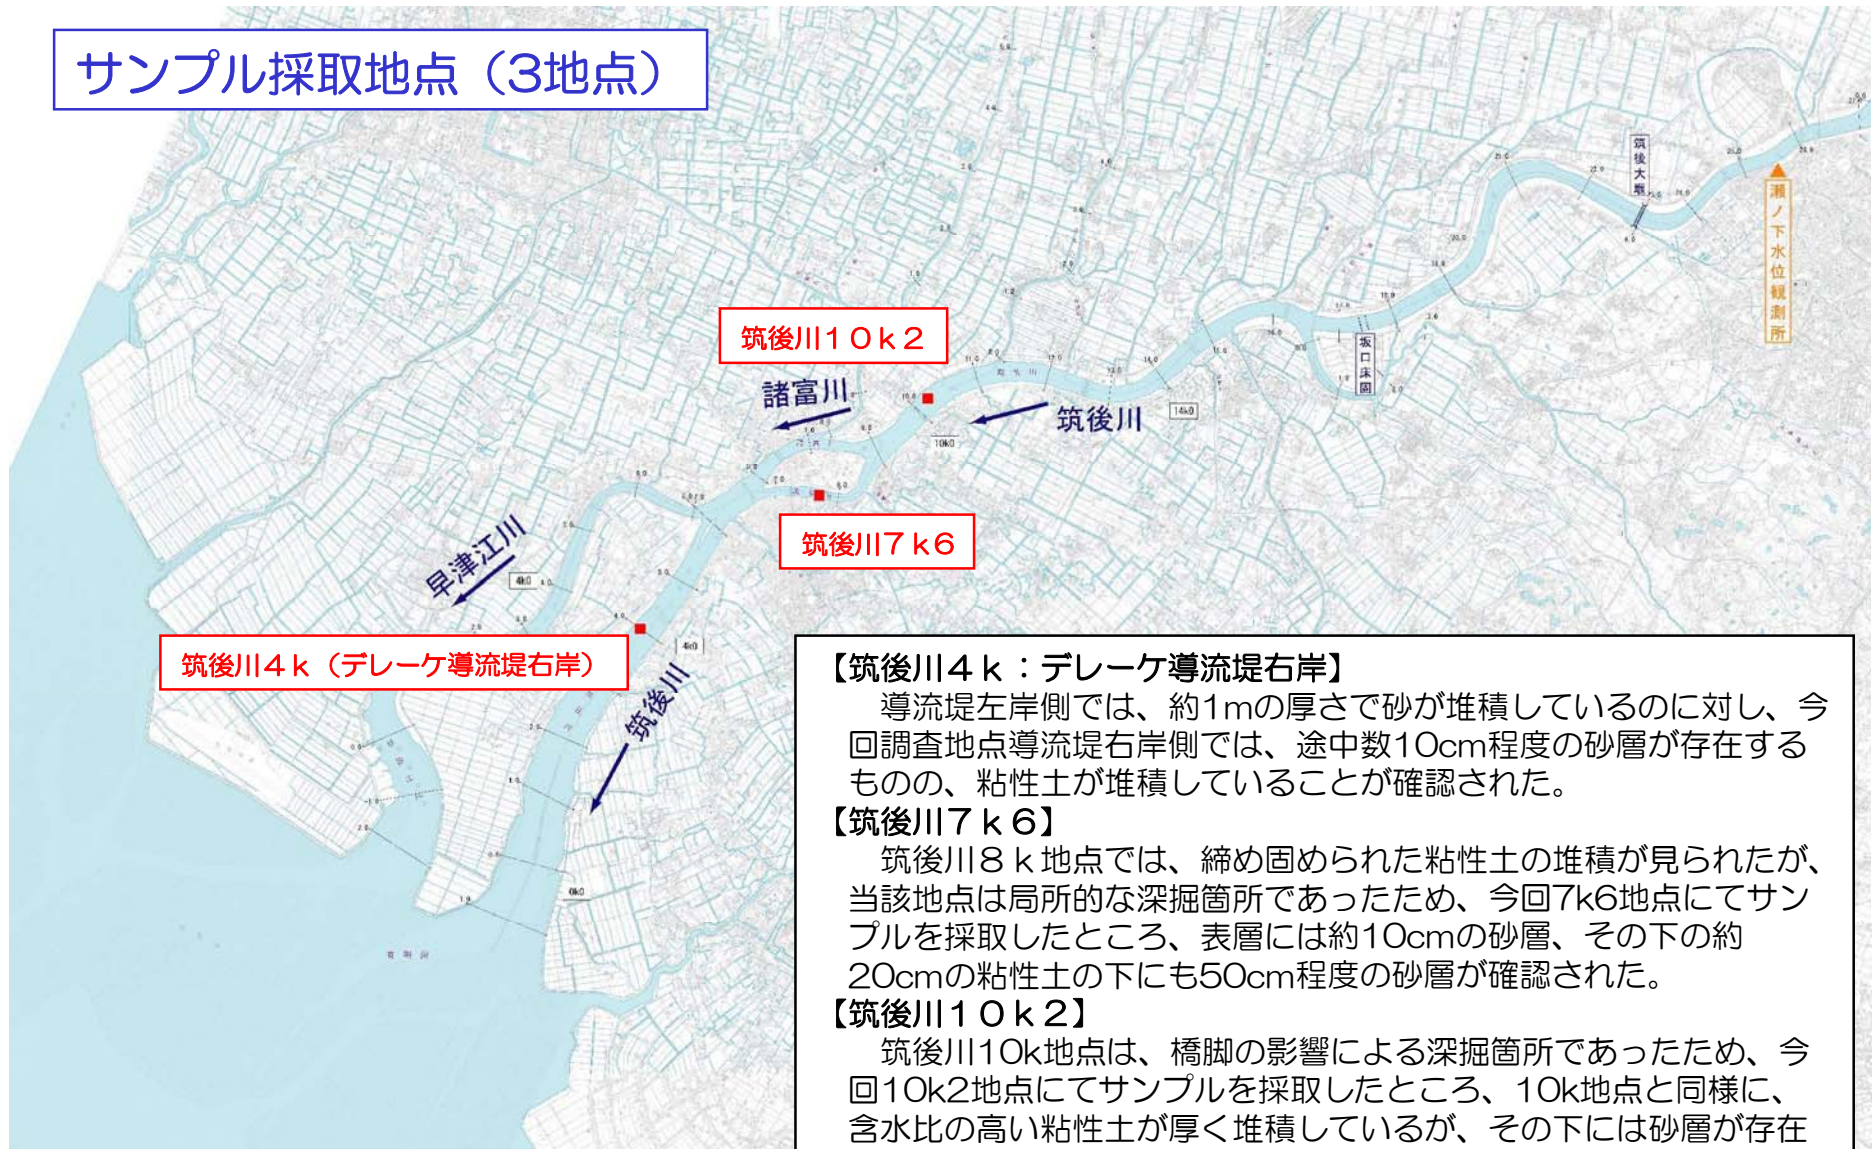 サンプル採取地点（3地点）
筑後大堰
瀬ノ下水位観測所
筑後川１０ｋ２
坂口床固
諸富川
筑後川
14k0
10k0
筑後川７ｋ６
早津江川
4k0
筑後川４ｋ（デレーケ導流堤右岸）
4k0
筑後川
0k0
【筑後川４ｋ：デレーケ導流堤右岸】
導流堤左岸側では、約1mの厚さで砂が堆積しているのに対し、今
回調査地点導流堤右岸側では、途中数10cm程度の砂層が存在する
ものの、粘性土が堆積していることが確認された。
【筑後川７ｋ６】
筑後川８ｋ地点では、締め固められた粘性土の堆積が見られたが、
当該地点は局所的な深掘箇所であったため、今回7k6地点にてサン
プルを採取したところ、表層には約10cmの砂層、その下の約
20cmの粘性土の下にも50cm程度の砂層が確認された。
【筑後川１０ｋ２】
筑後川10k地点は、橋脚の影響による深掘箇所であったため、今
回10k2地点にてサンプルを採取したところ、10k地点と同様に、
含水比の高い粘性土が厚く堆積しているが、その下には砂層が存在